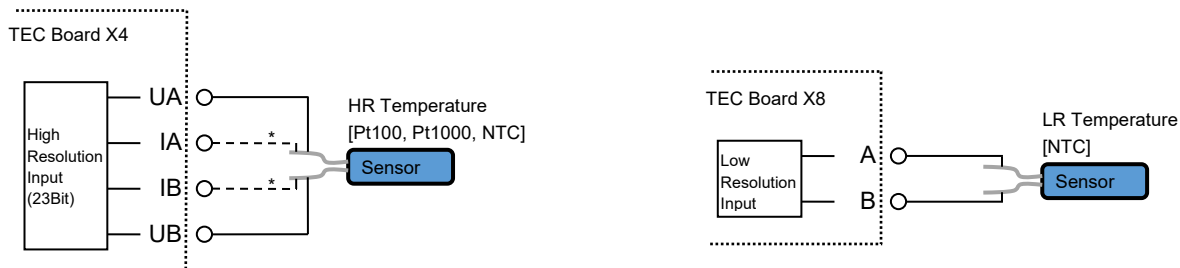 TEC Board X4
High
Resolution
Input
(23Bit)
UA
IA
IB
UB
*
*
HR Temperature
[Pt100, Pt1000, NTC]
Sensor
TEC Board X8
Low
Resolution
Input
A
B
LR Temperature
[NTC]
Sensor